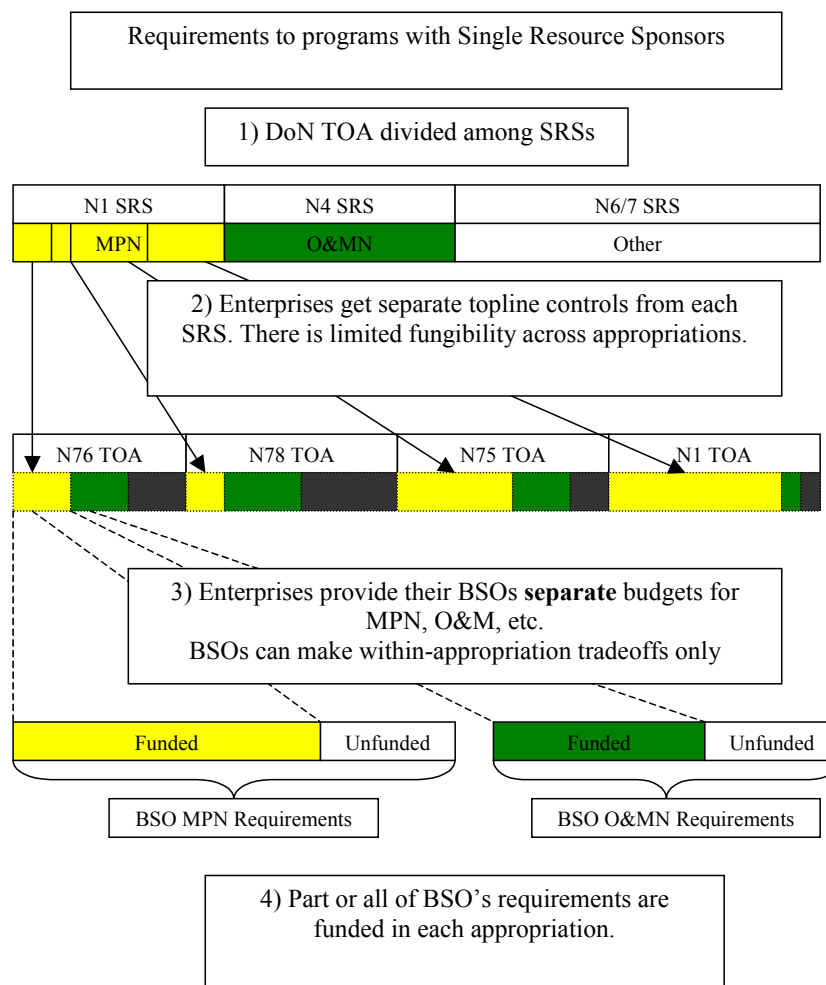 Requirements to programs with Single Resource Sponsors
1) DoN TOA divided among SRSs
N1 SRS
N4 SRS
N6/7 SRS
MPN
O&MN
Other
2) Enterprises get separate topline controls from each
SRS. There is limited fungibility across appropriations.
N76 TOA
N78 TOA
N75 TOA
N1 TOA
3) Enterprises provide their BSOs separate budgets for
MPN, O&M, etc.
BSOs can make within-appropriation tradeoffs only
Funded
Unfunded
Funded
Unfunded
BSO MPN Requirements
BSO O&MN Requirements
4) Part or all of BSO’s requirements are
funded in each appropriation.